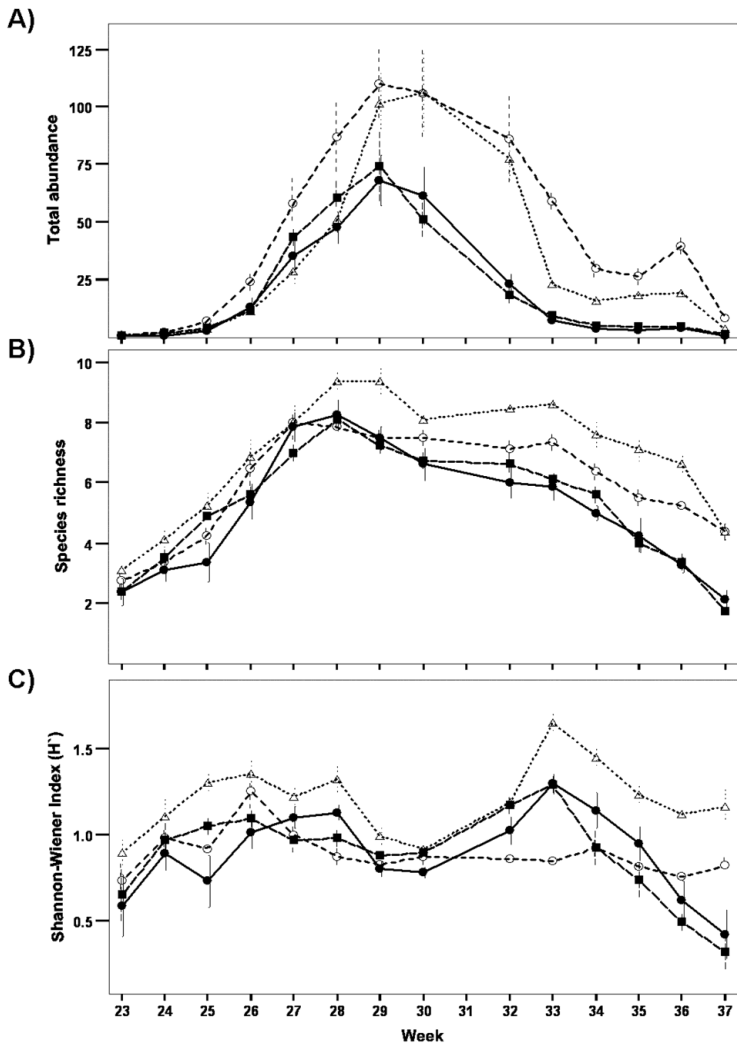 A)
125
100
75
50
25
Total abundance
B)
10
8
6
4
2
Species richness
C)
1.5
1.0
0.5
Shannon-Wiener Index (H`)
23 24 25 26 27 28 29 30 31 32 33 34 35 36 37
Week